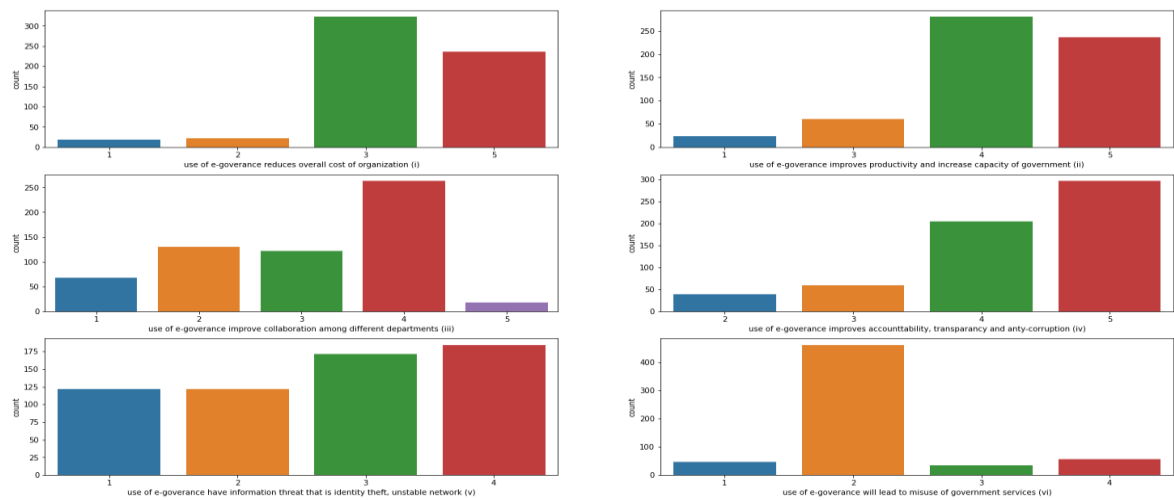 300
250
200
150
100
50
0
count
1 2 3 5
use of e-goverance reduces overall cost of organization (i)
250
200
150
100
50
0
count
1 3 4 5
use of e-goverance improves productivity and increase capacity of government (ii)
250
200
150
100
50
0
count
1 2 3 4 5
use of e-goverance improve collaboration among different departments (iii)
300
250
200
150
100
50
0
count
2 3 4 5
use of e-goverance improves accounttability, transparancy and anty-corruption (iv)
175
150
125
100
75
50
25
0
count
1 2 3 4
use of e-goverance have information threat that is identity theft, unstable network (v)
400
300
200
100
0
count
1 2 3 4
use of e-goverance will lead to misuse of government services (vi)